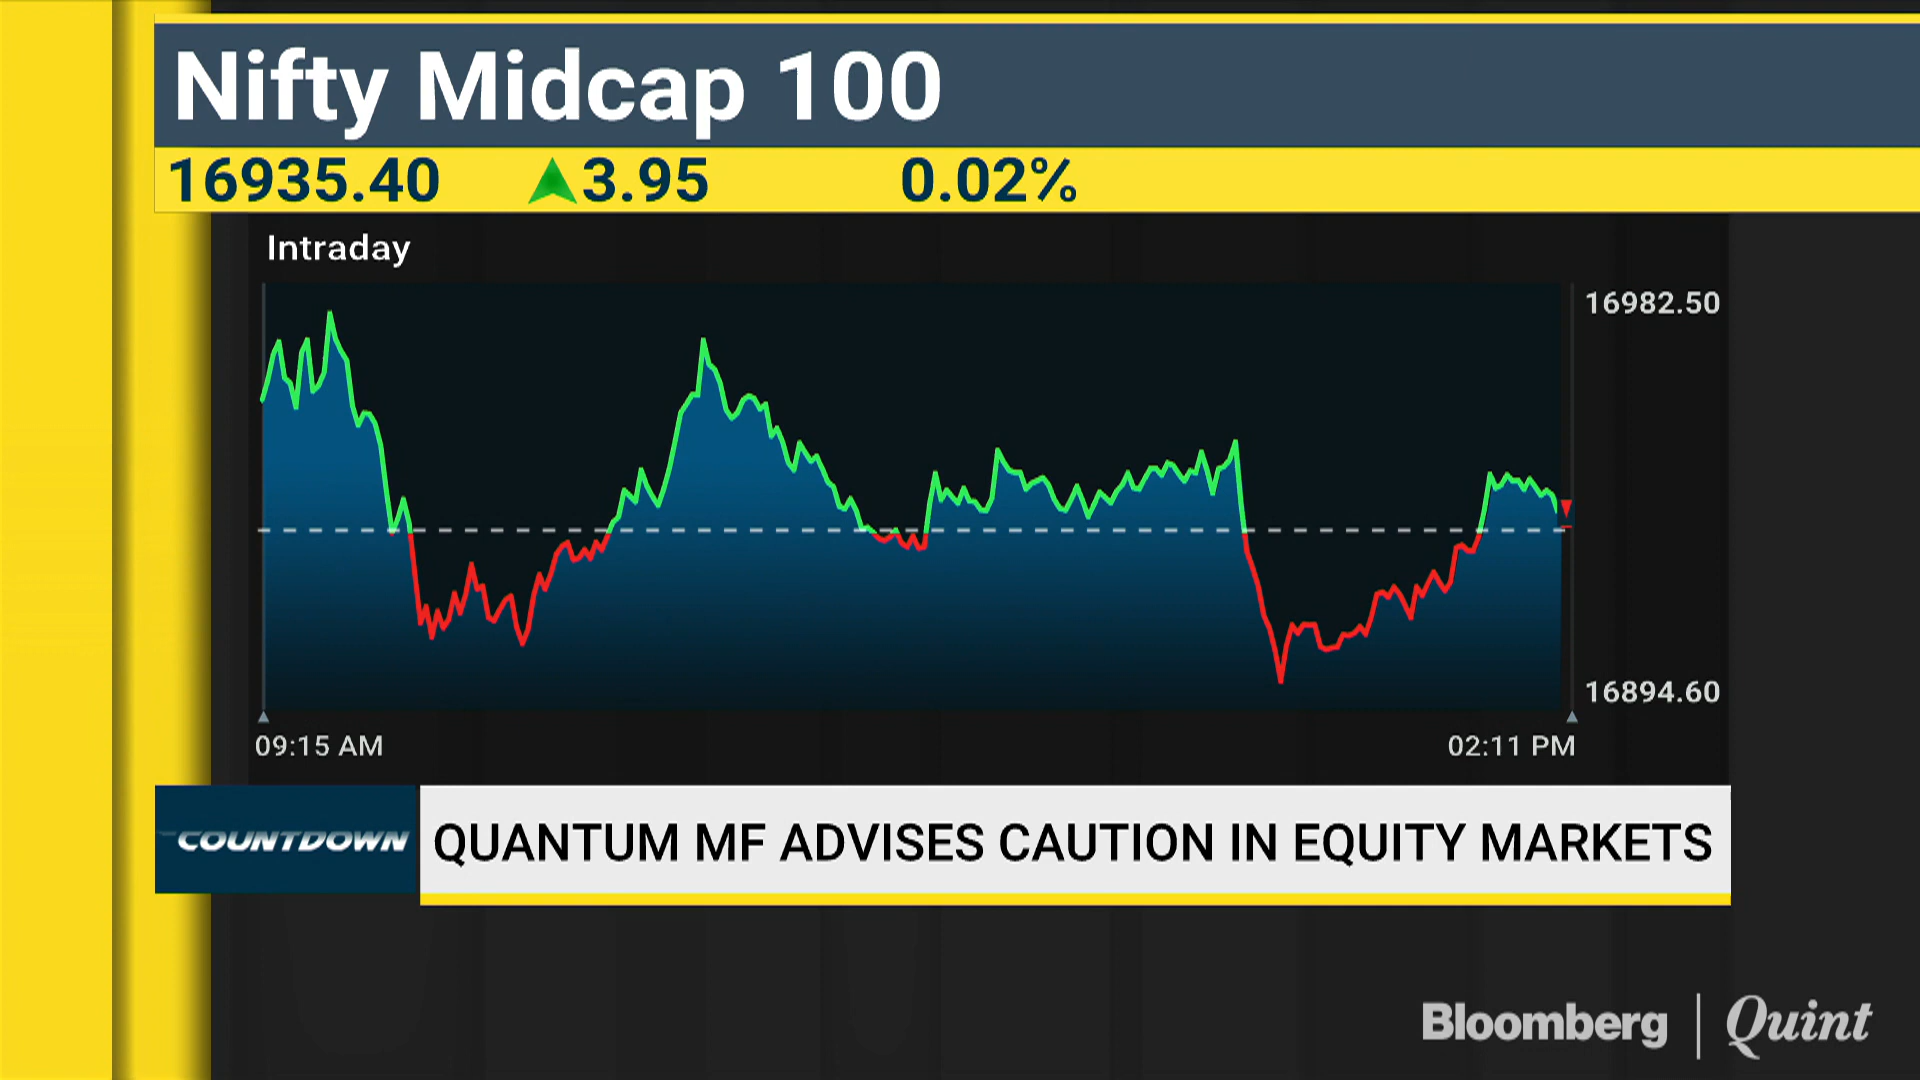 Nifty Midcap 100
16935.40 ▲3.95 0.02%
Intraday
16982.50
16894.60
09:15 AM 02:11 PM
COUNTDOWN QUANTUM MF ADVISES CAUTION IN EQUITY MARKETS
Bloomberg | Quint